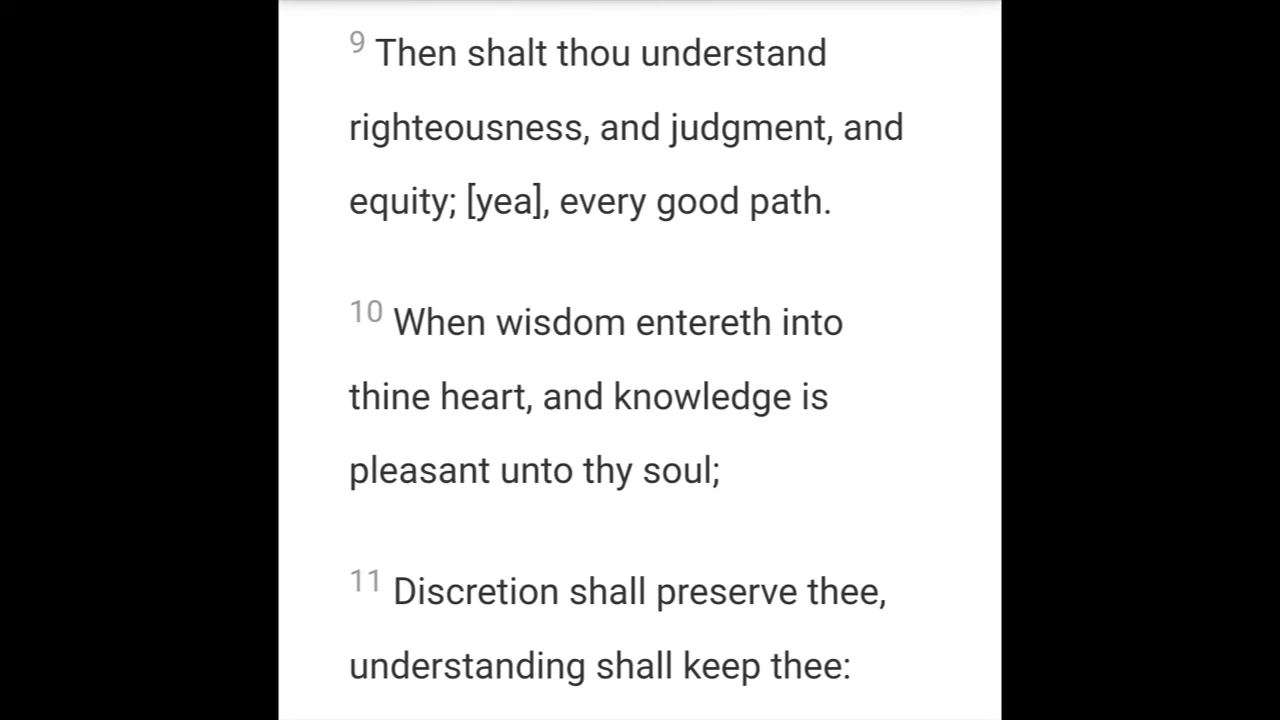 9 Then shalt thou understand
righteousness, and judgment, and
equity; [yea], every good path.
10 When wisdom entereth into
thine heart, and knowledge is
pleasant unto thy soul;
11 Discretion shall preserve thee,
understanding shall keep thee: